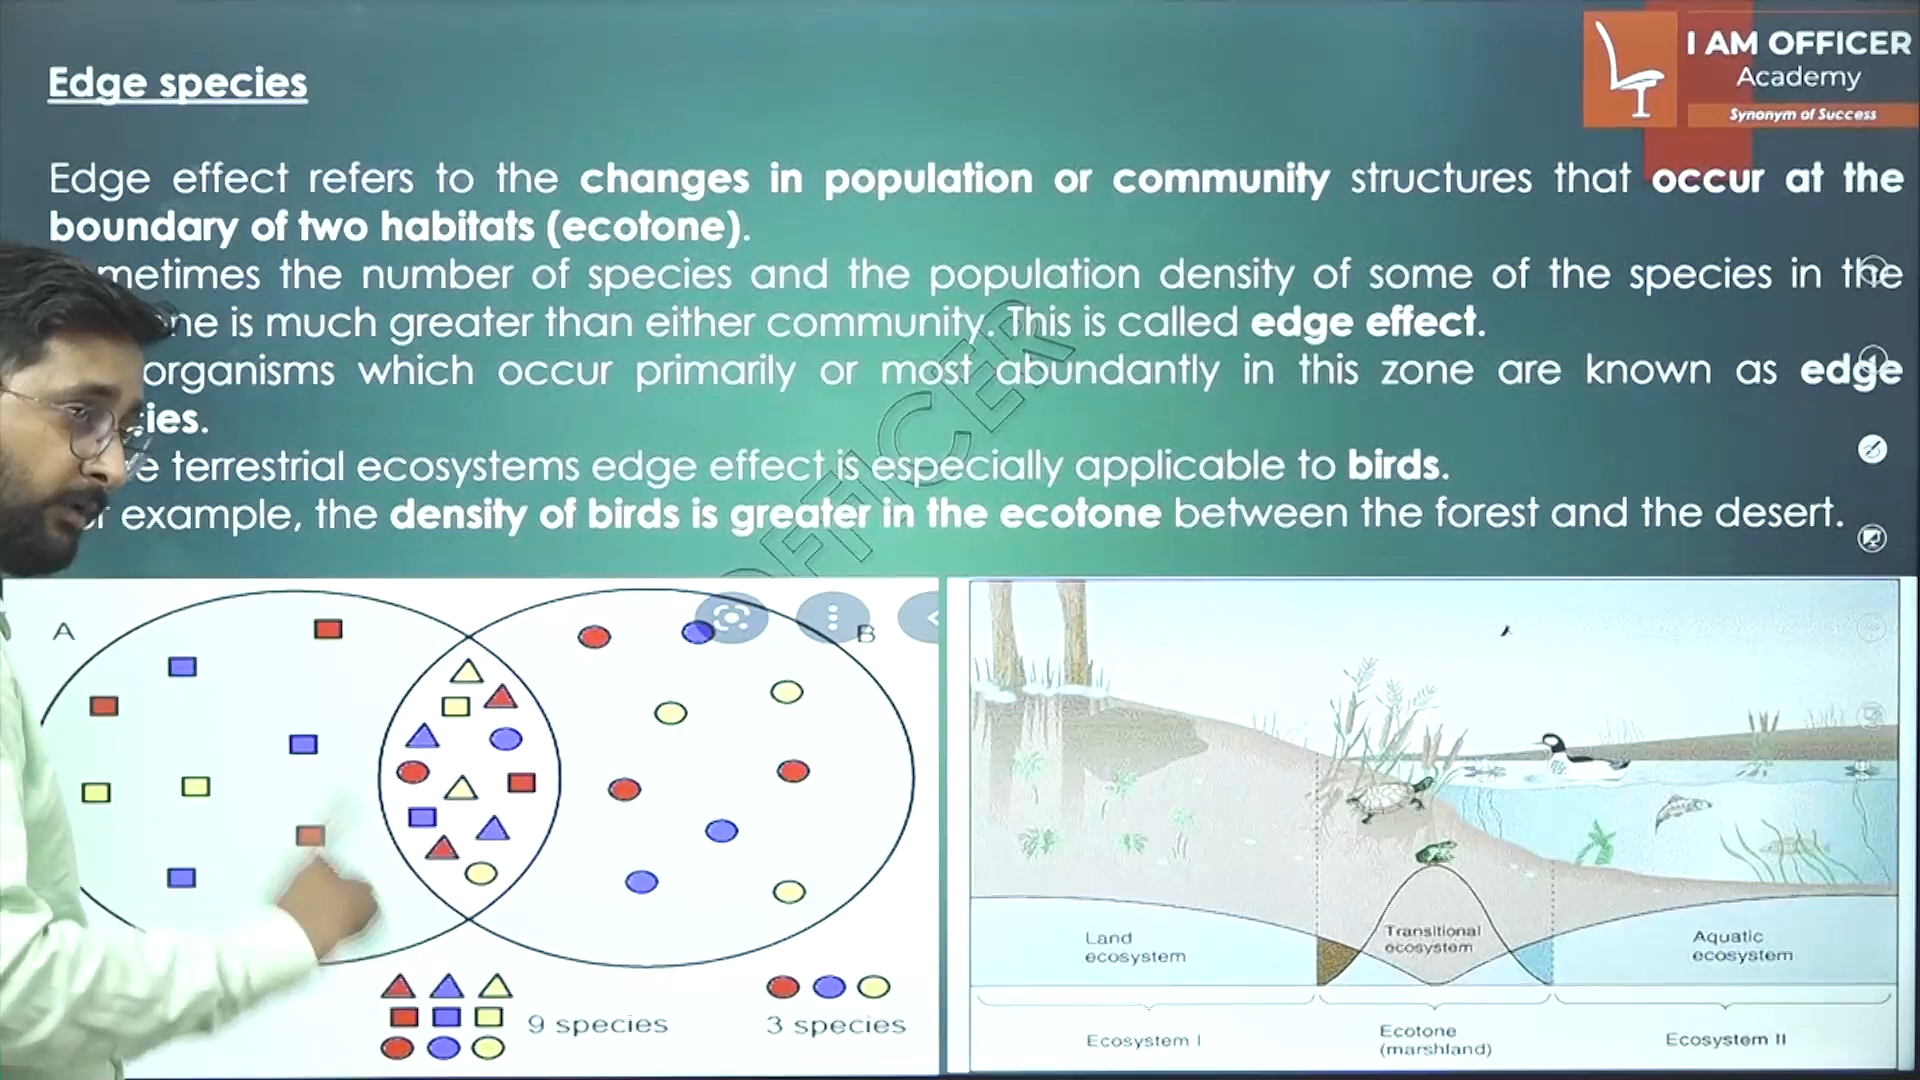 Edge species
I AM OFFICER
Academy
Synonym of Success
Edge effect refers to the changes in population or community structures that occur at the
boundary of two habitats (ecotone).
metimes the number of species and the population density of some of the species in the
ne is much greater than either community. This is called edge effect.
organisms which occur primarily or most abundantly in this zone are known as edge
ies.
e terrestrial ecosystems edge effect is especially applicable to birds.
r example, the density of birds is greater in the ecotone between the forest and the desert.
OFFICER
A
B
9 species
3 species
Land
ecosystem
Transitional
ecosystem
Aquatic
ecosystem
Ecosystem I
Ecotone
(marshland)
Ecosystem II